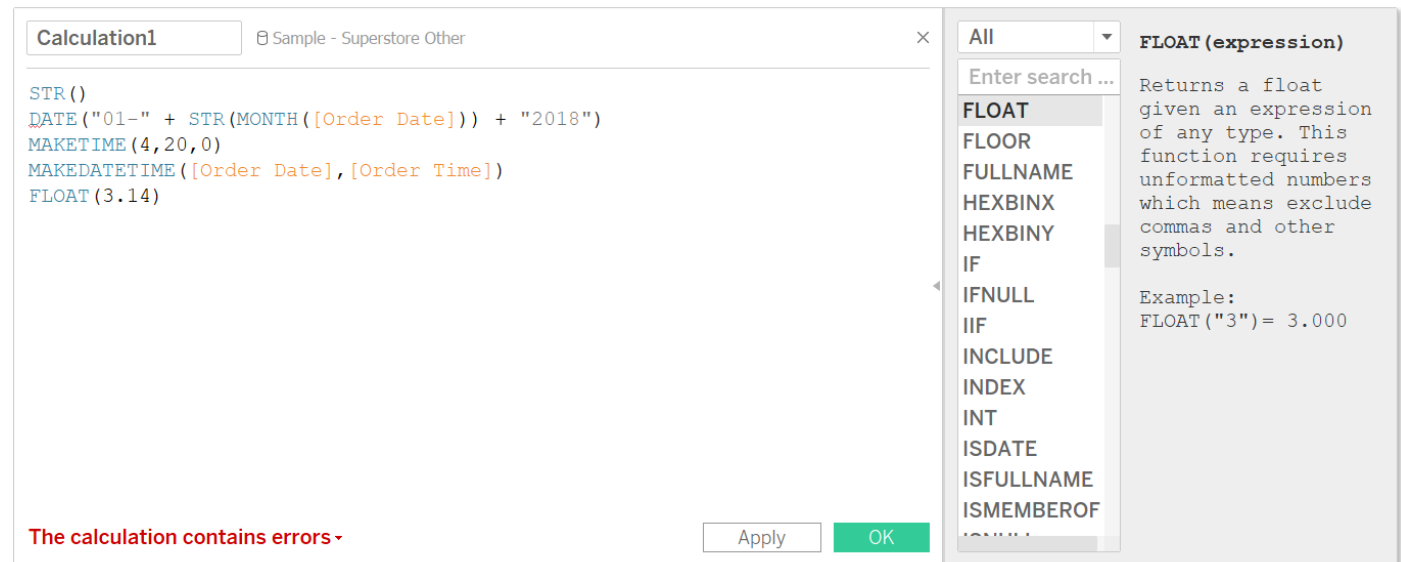 Calculation1
Sample - Superstore Other
STR()
DATE("01-" + STR(MONTH([Order Date])) + "2018")
MAKETIME(4,20,0)
MAKEDATETIME([Order Date],[Order Time])
FLOAT(3.14)
The calculation contains errors
Apply
OK
All
Enter search ...
FLOAT
FLOOR
FULLNAME
HEXBINX
HEXBINY
IF
IFNULL
IIF
INCLUDE
INDEX
INT
ISDATE
ISFULLNAME
ISMEMBEROF
FLOAT(expression)
Returns a float
given an expression
of any type. This
function requires
unformatted numbers
which means exclude
commas and other
symbols.
Example:
FLOAT("3")= 3.000